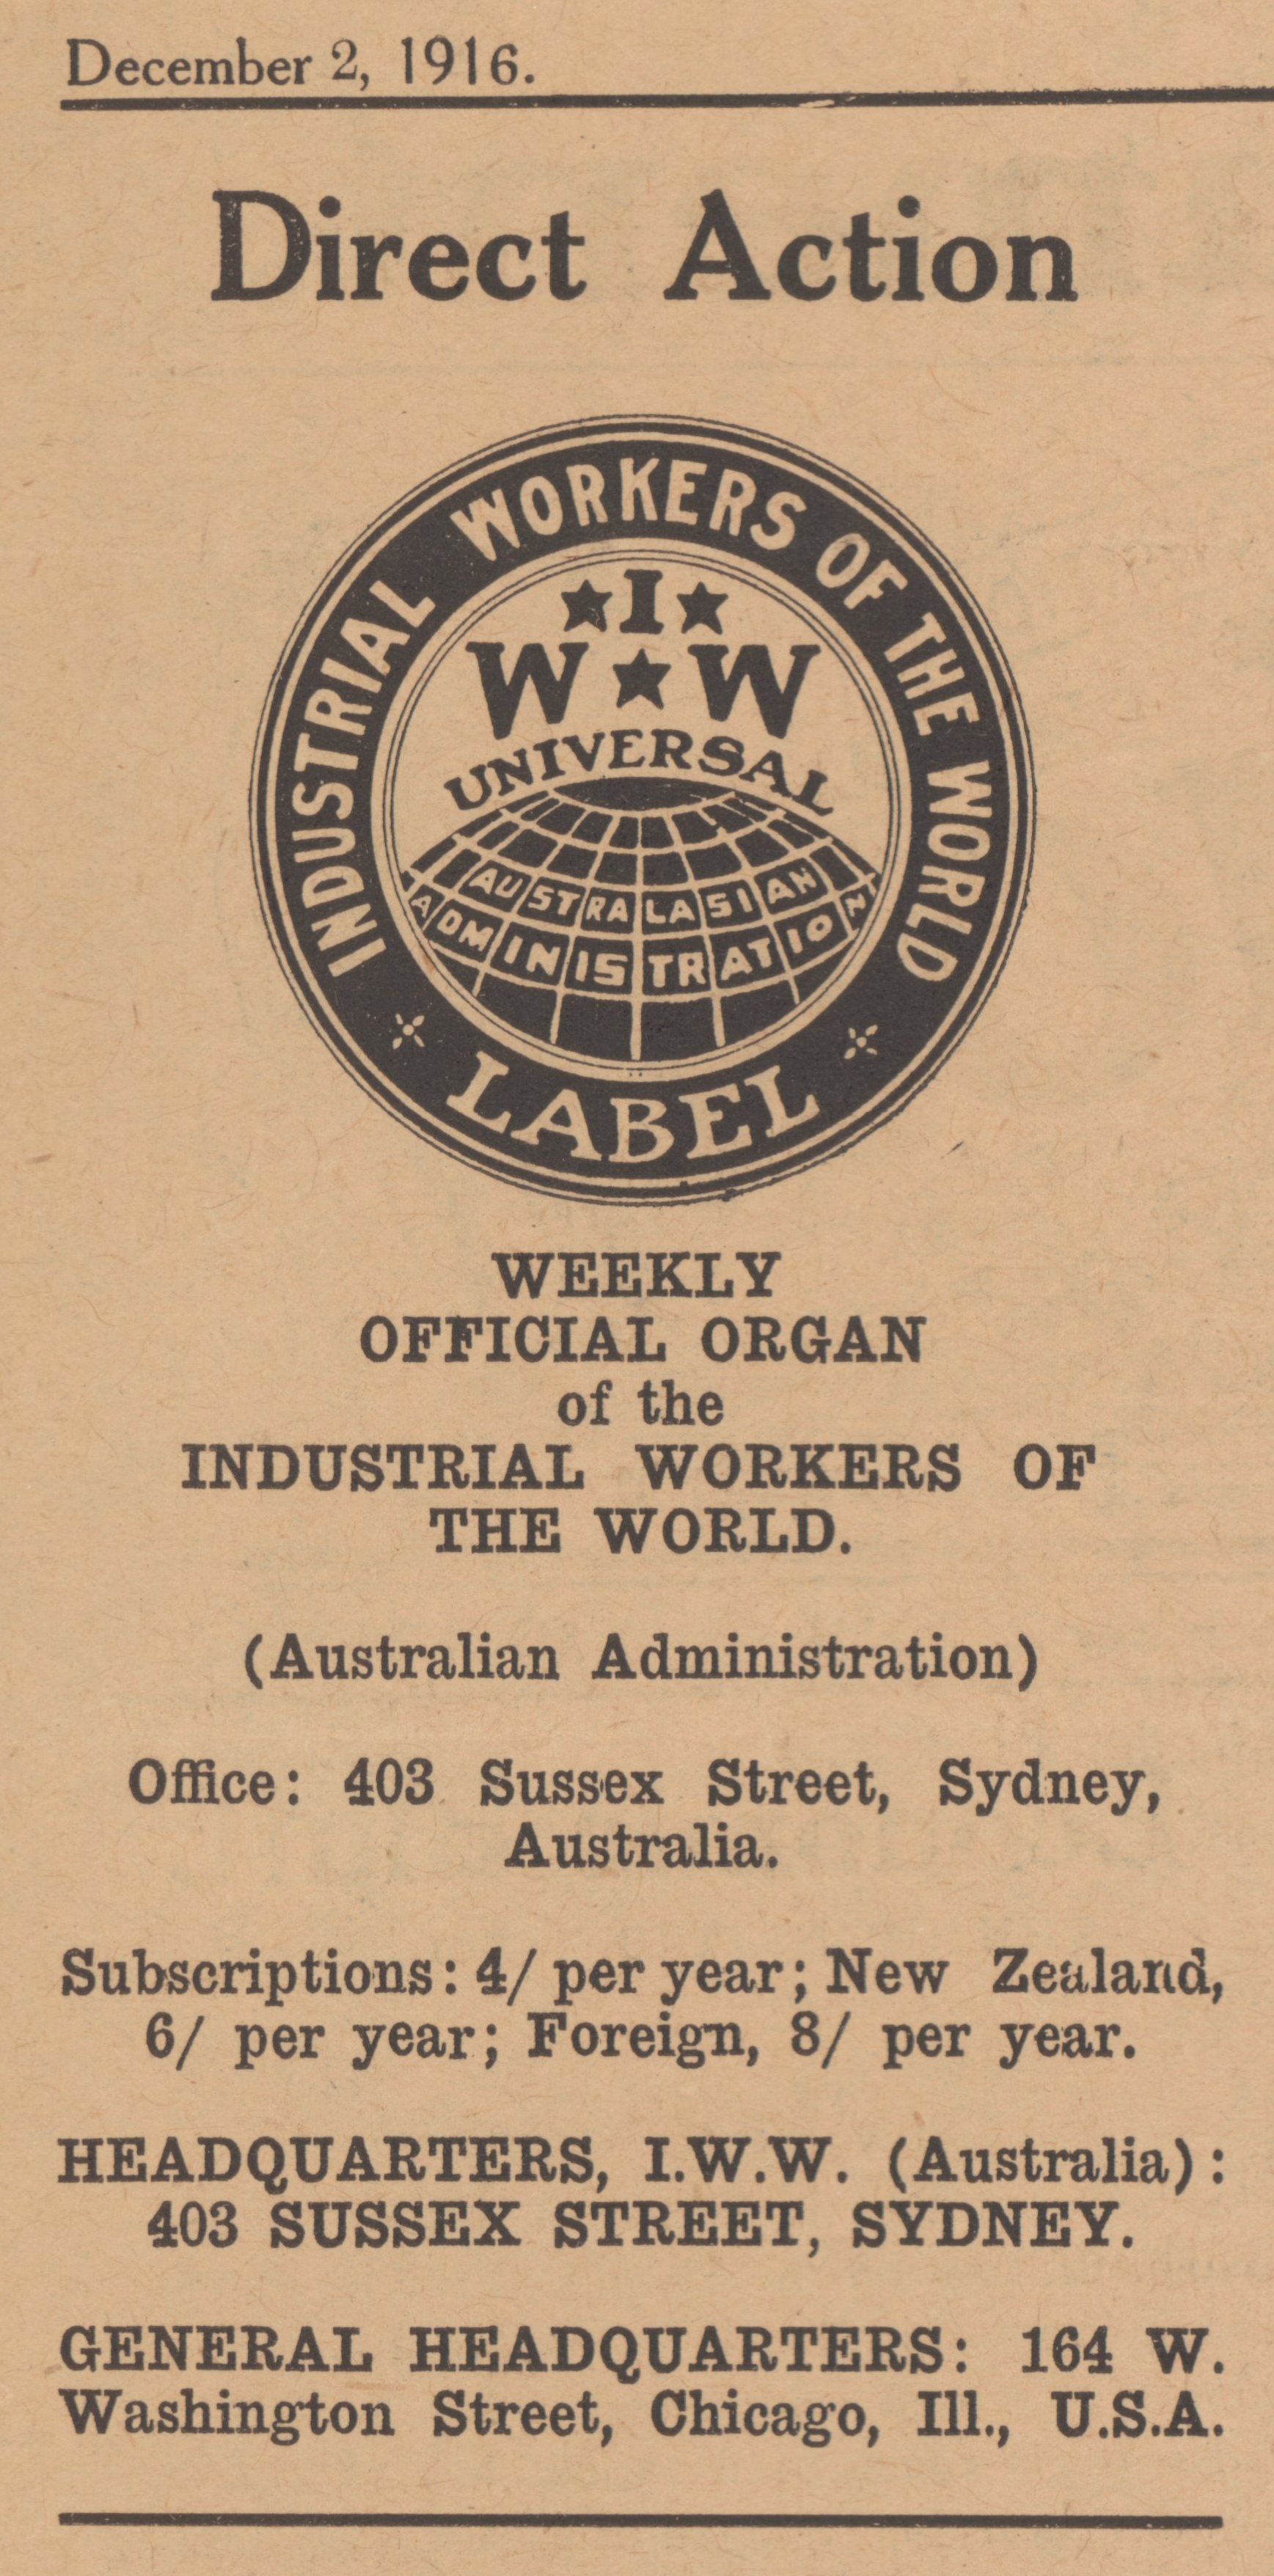 December 2, 1916.
Direct Action
INDUSTRIAL WORKERS OF THE WORLD
I
W W
UNIVERSAL
AUSTRALASIAN
ADMINISTRATION
LABEL
WEEKLY
OFFICIAL ORGAN
of the
INDUSTRIAL WORKERS OF
THE WORLD.
(Australian Administration)
Office: 403 Sussex Street, Sydney,
Australia.
Subscriptions: 4/ per year; New Zealand,
6/ per year; Foreign, 8/ per year.
HEADQUARTERS, I.W.W. (Australia):
403 SUSSEX STREET, SYDNEY.
GENERAL HEADQUARTERS: 164 W.
Washington Street, Chicago, Ill., U.S.A.